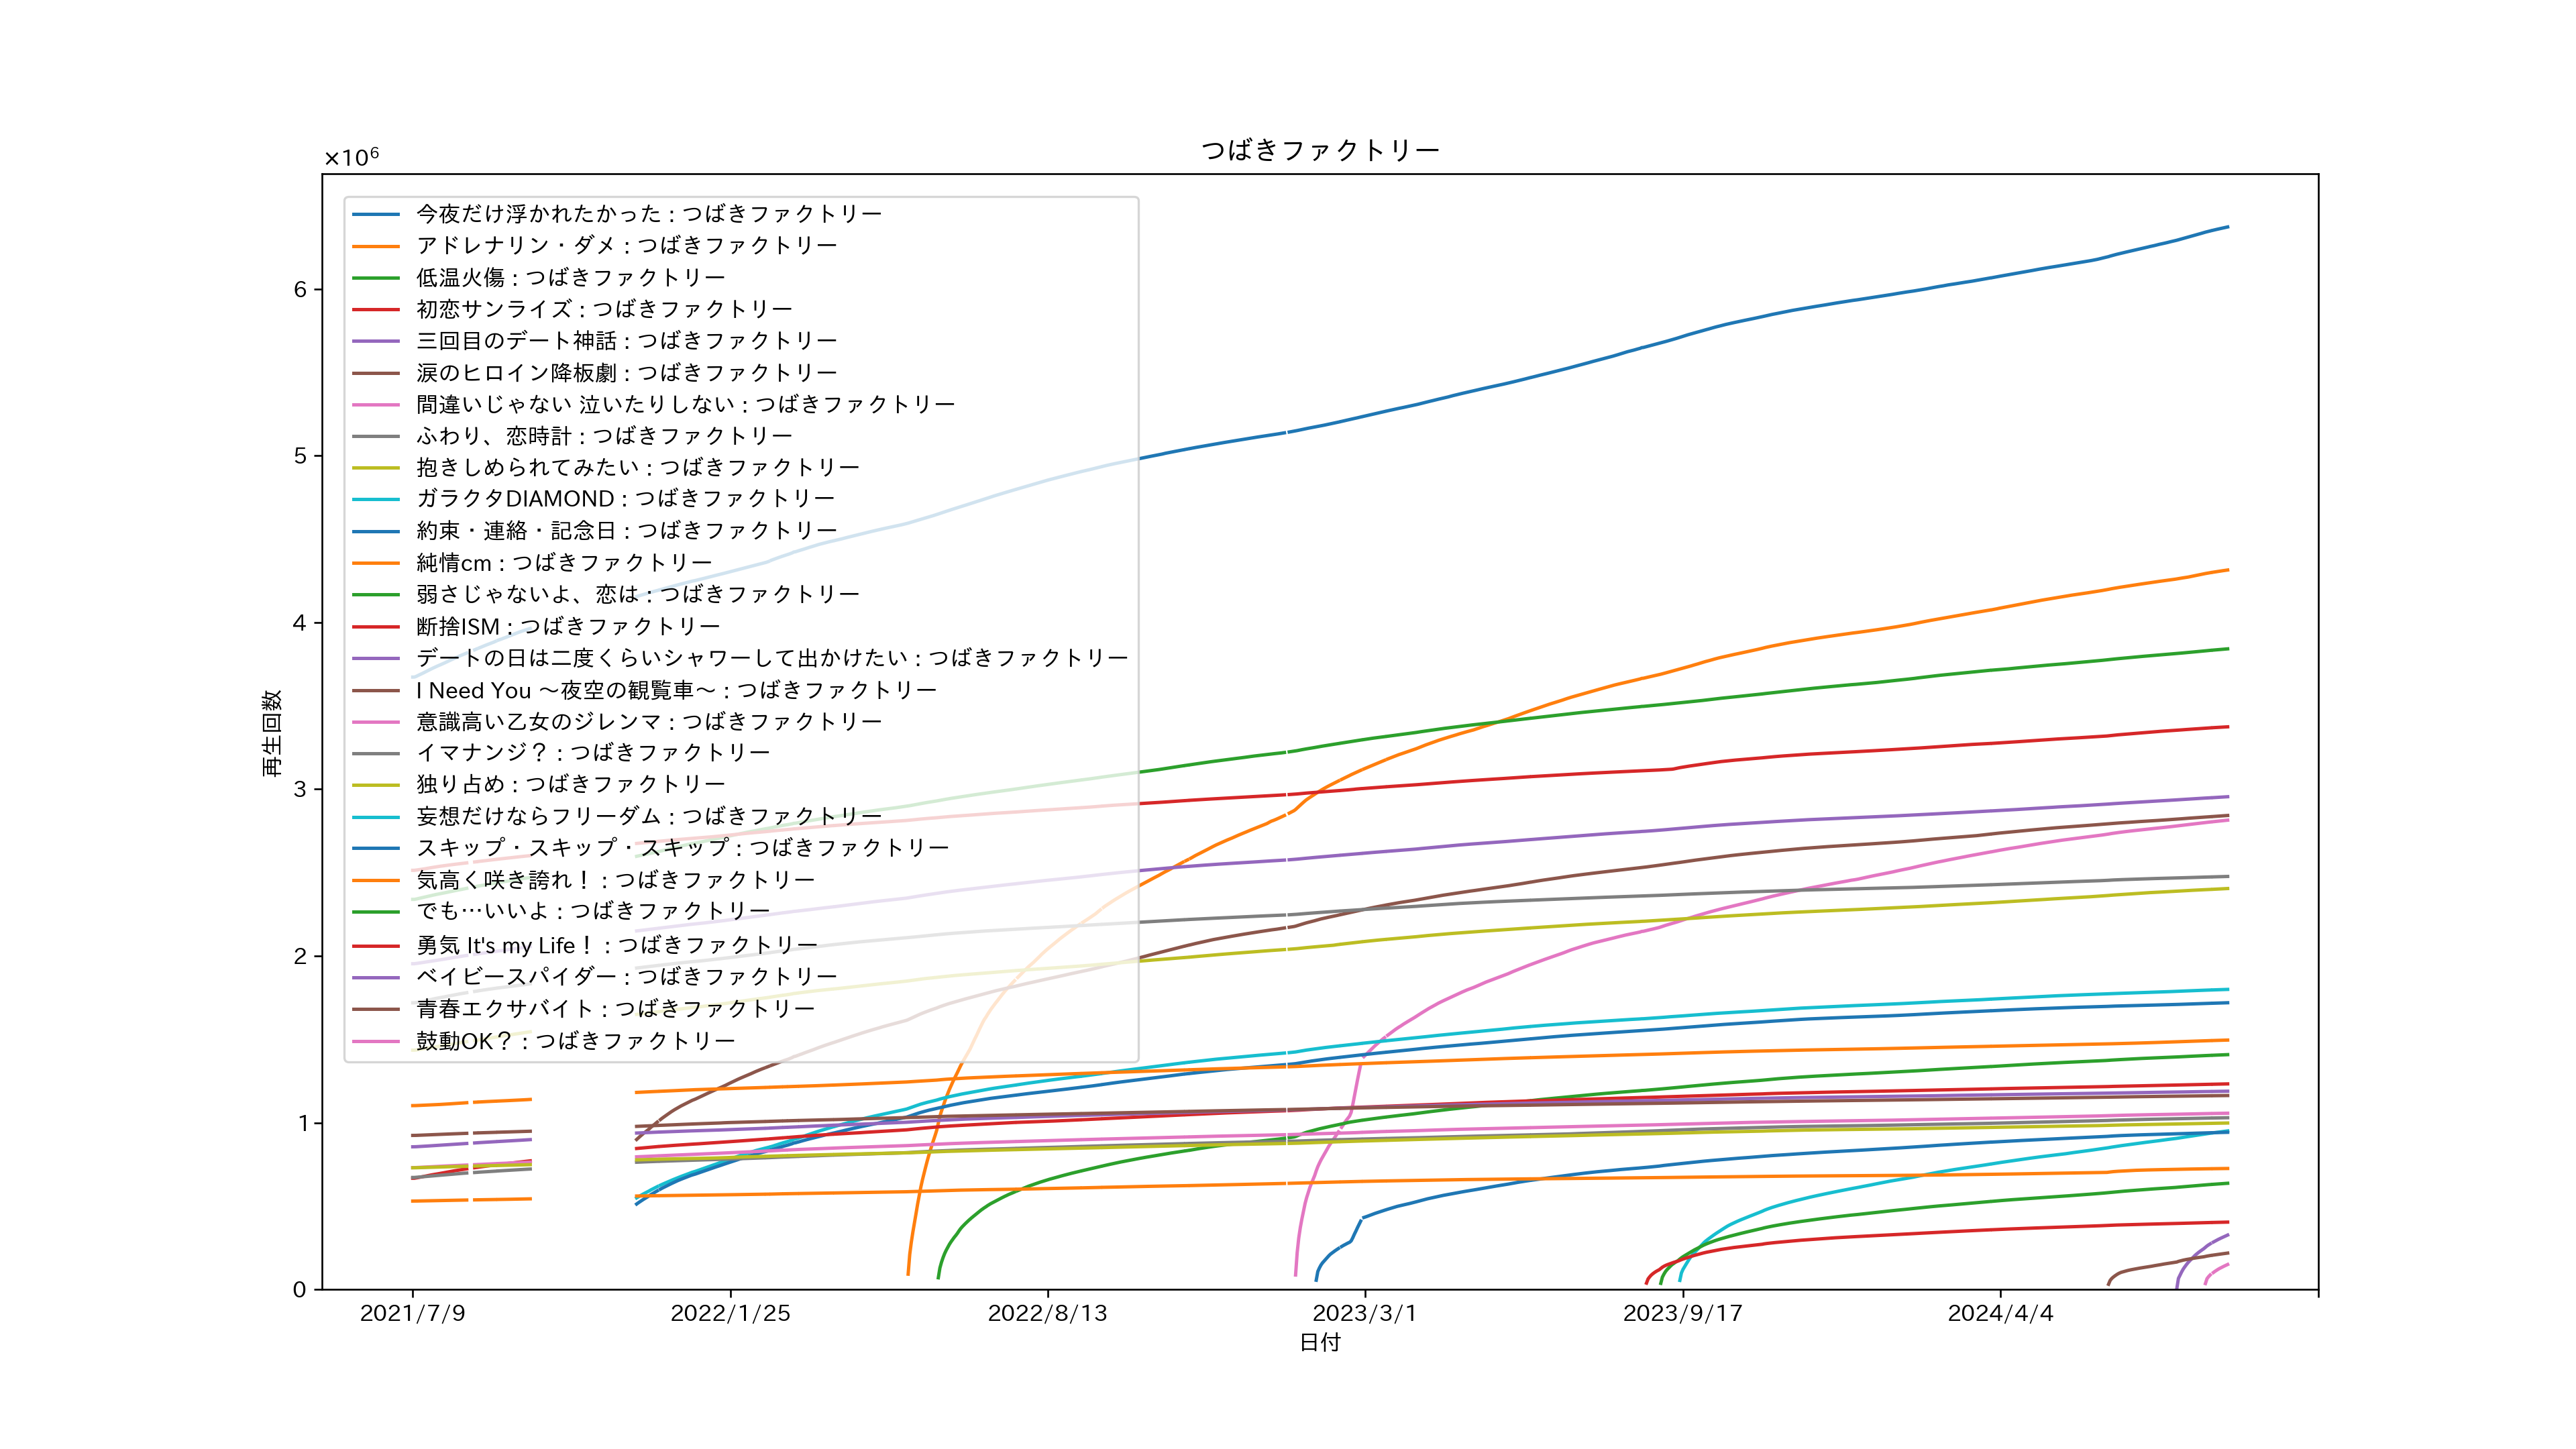 つばきファクトリー
×10⁶
今夜だけ浮かれたかった : つばきファクトリー
アドレナリン・ダメ : つばきファクトリー
低温火傷 : つばきファクトリー
初恋サンライズ : つばきファクトリー
三回目のデート神話 : つばきファクトリー
涙のヒロイン降板劇 : つばきファクトリー
間違いじゃない 泣いたりしない : つばきファクトリー
ふわり、恋時計 : つばきファクトリー
抱きしめられてみたい : つばきファクトリー
ガラクタDIAMOND : つばきファクトリー
約束・連絡・記念日 : つばきファクトリー
純情cm : つばきファクトリー
弱さじゃないよ、恋は : つばきファクトリー
断捨ISM : つばきファクトリー
デートの日は二度くらいシャワーして出かけたい : つばきファクトリー
I Need You ～夜空の観覧車～ : つばきファクトリー
意識高い乙女のジレンマ : つばきファクトリー
イマナンジ？ : つばきファクトリー
独り占め : つばきファクトリー
妄想だけならフリーダム : つばきファクトリー
スキップ・スキップ・スキップ : つばきファクトリー
気高く咲き誇れ！ : つばきファクトリー
でも…いいよ : つばきファクトリー
勇気 It's my Life！ : つばきファクトリー
ベイビースパイダー : つばきファクトリー
青春エクサバイト : つばきファクトリー
鼓動OK？ : つばきファクトリー
6
5
4
3
2
1
0
再生回数
2021/7/9 2022/1/25 2022/8/13 2023/3/1 2023/9/17 2024/4/4
日付